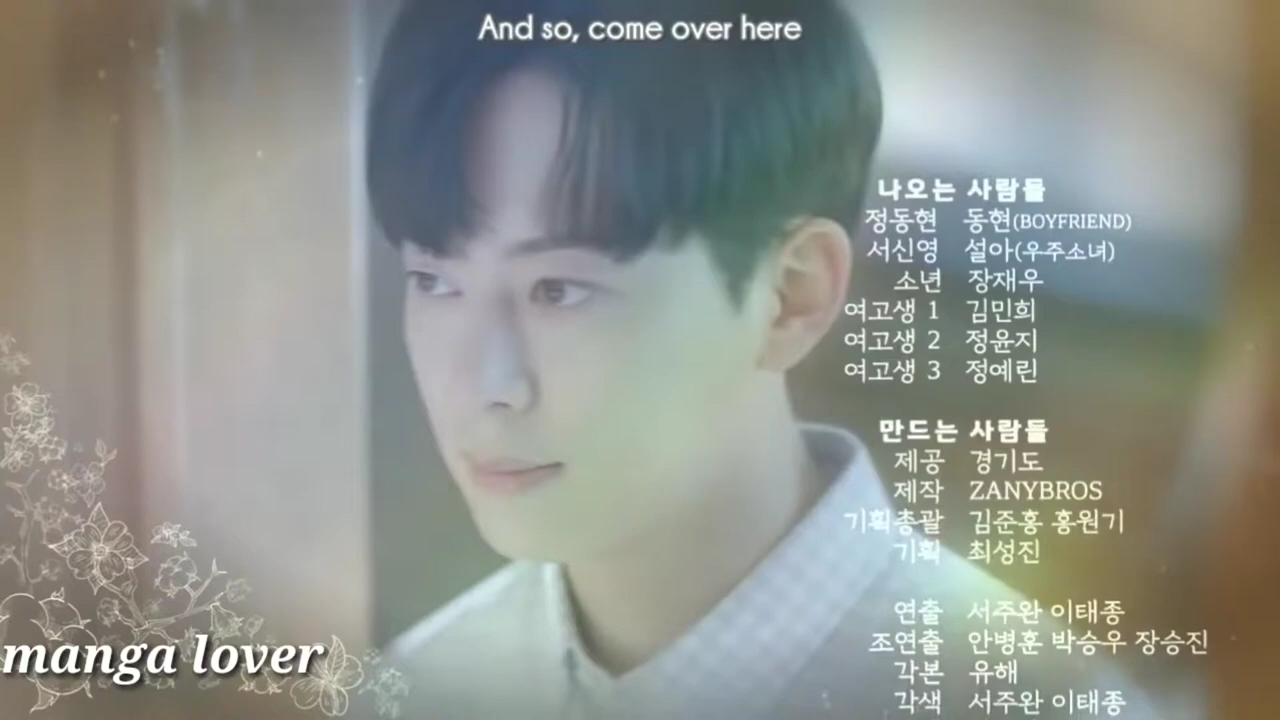 And so, come over here
나오는 사람들
정동현 동현(BOYFRIEND)
서신영 설아(우주소녀)
소년 장재우
여고생 1 김민희
여고생 2 정윤지
여고생 3 정예린
만드는 사람들
제공 경기도
제작 ZANYBROS
기획총괄 김준홍 홍원기
기획 최성진
연출 서주완 이태종
조연출 안병훈 박승우 장승진
각본 유해
각색 서주완 이태종
manga lover